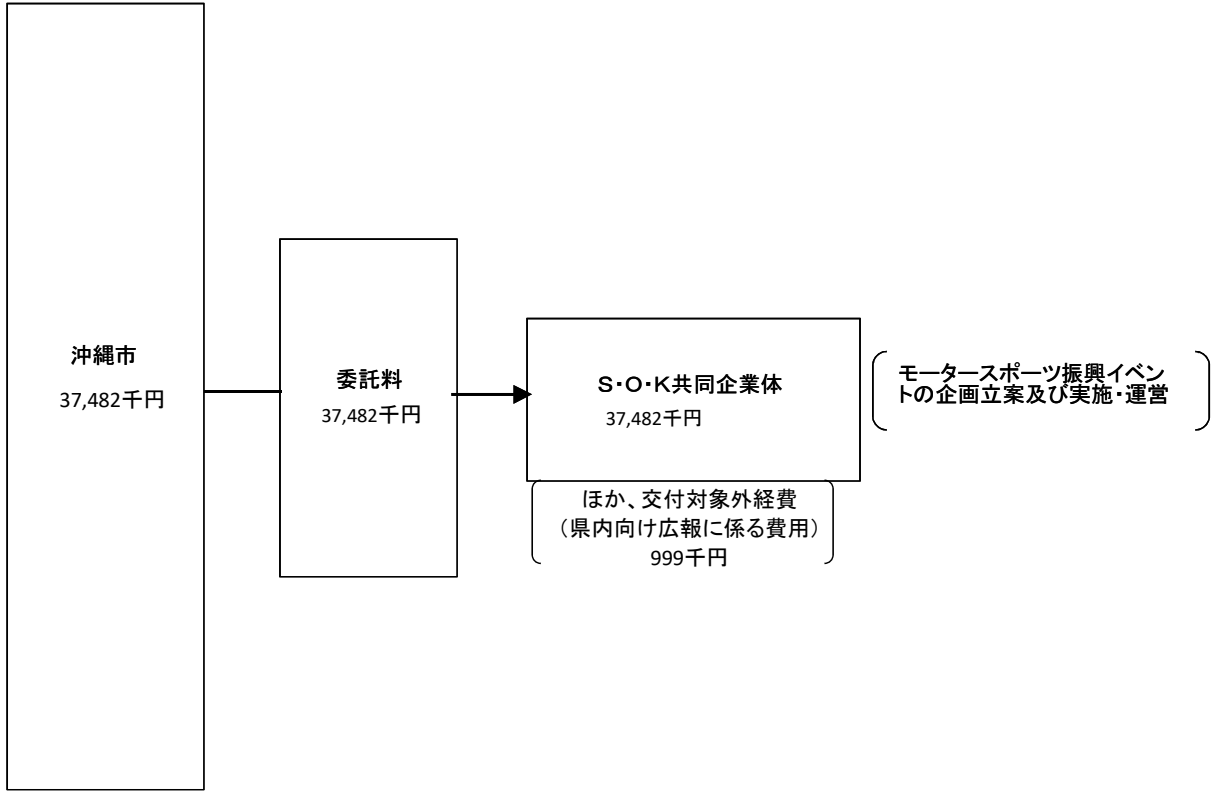 沖縄市
37,482千円
委託料
37,482千円
S・O・K共同企業体
37,482千円
モータースポーツ振興イベン
トの企画立案及び実施・運営
ほか、交付対象外経費
（県内向け広報に係る費用）
999千円